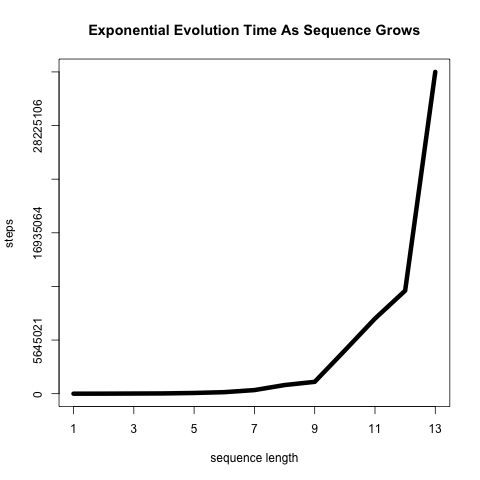 Exponential Evolution Time As Sequence Grows
steps
28225106
16935064
5645021
0
1 3 5 7 9 11 13
sequence length